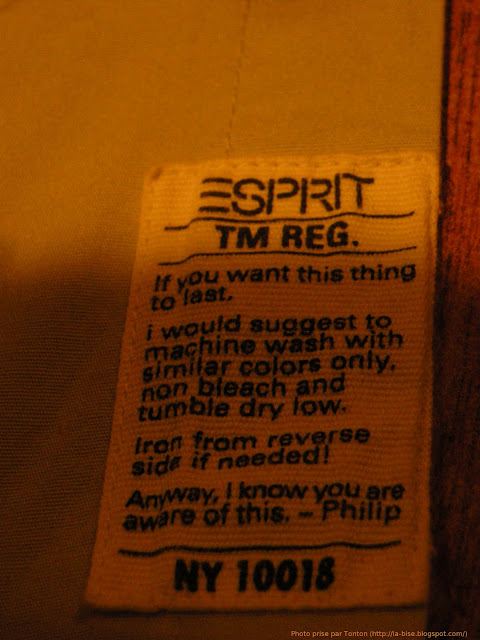 ESPRIT
TM REG.
If you want this thing
to last,
i would suggest to
machine wash with
similar colors only,
non bleach and
tumble dry low.
Iron from reverse
side if needed!
Anyway, I know you are
aware of this. – Philip
NY 10018
Photo prise par Tonton (http://la-bise.blogspot.com/)